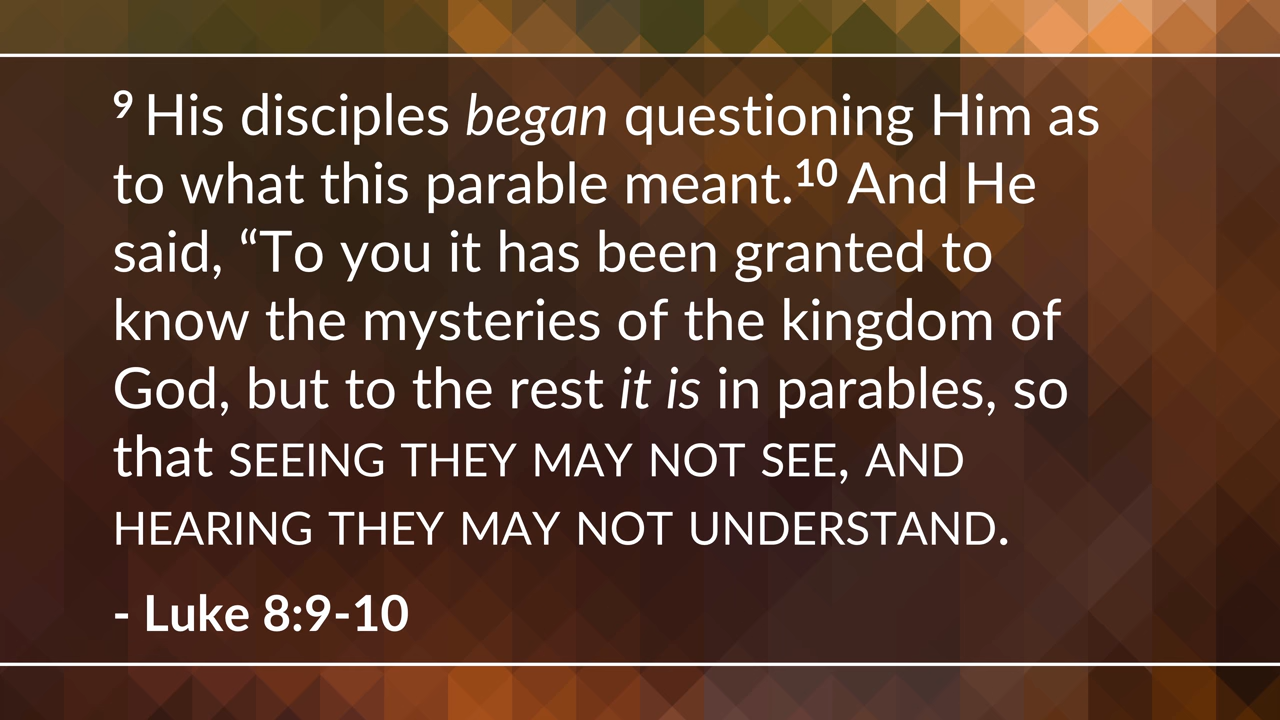 9 His disciples began questioning Him as
to what this parable meant.10 And He
said, “To you it has been granted to
know the mysteries of the kingdom of
God, but to the rest it is in parables, so
that SEEING THEY MAY NOT SEE, AND
HEARING THEY MAY NOT UNDERSTAND.
- Luke 8:9-10